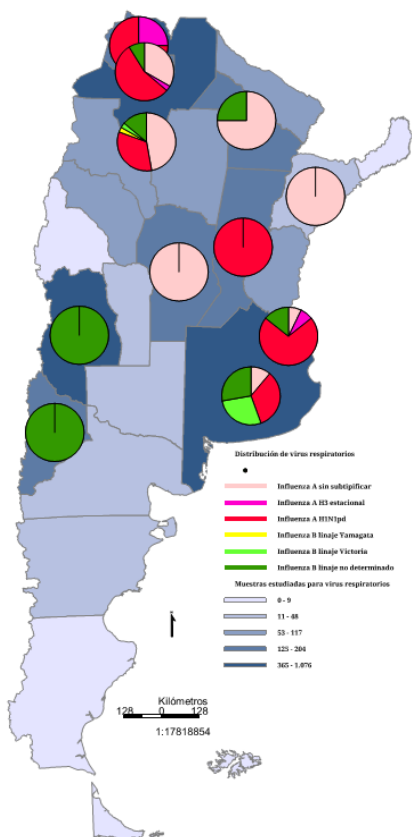 Distribución de virus respiratorios
Influenza A sin subtipificar
Influenza A H3 estacional
Influenza A H1N1pd
Influenza B linaje Yamagata
Influenza B linaje Victoria
Influenza B linaje no determinado
Muestras estudiadas para virus respiratorios
0 - 9
11 - 48
53 - 117
125 - 204
365 - 1.076
Kilómetros
128 0 128
1:17818854